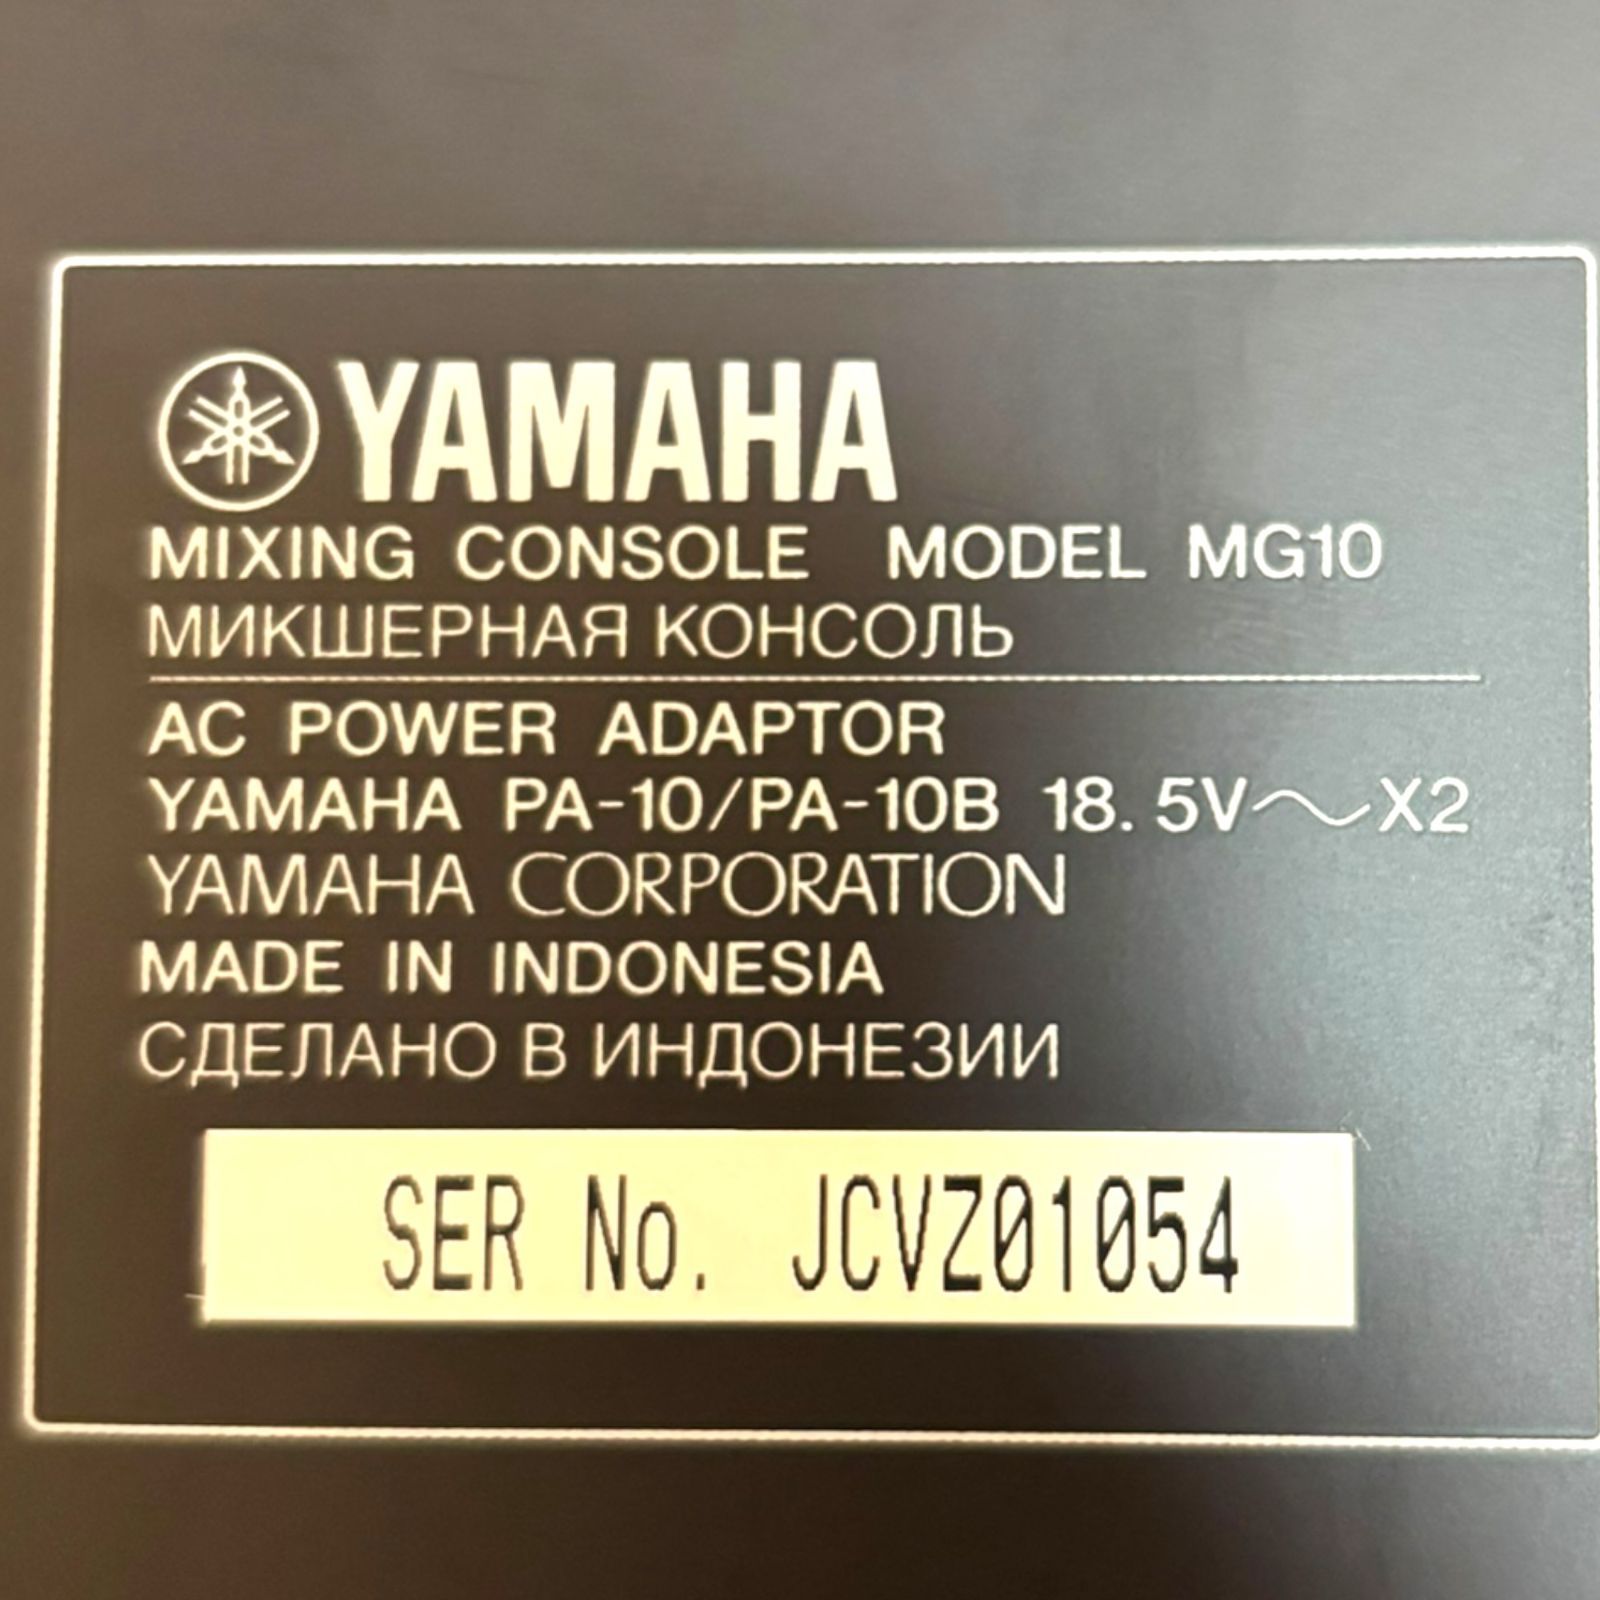 YAMAHA
MIXING CONSOLE MODEL MG10
МИКШЕРНАЯ КОНСОЛЬ
AC POWER ADAPTOR
YAMAHA PA-10/PA-10B 18.5V～X2
YAMAHA CORPORATION
MADE IN INDONESIA
СДЕЛАНО В ИНДОНЕЗИИ
SER No. JCVZ01054